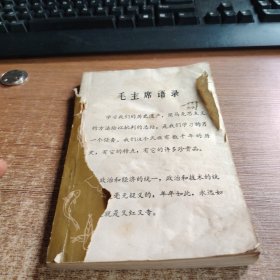 毛主席语录
学习我们的历史遗产，用马克思主义
的方法给以批判的总结，是我们学习的另
一个任务。我们这个民族有数千年的历
史，有它的特点，有它的许多珍贵品。
政治和经济的统一，政治和技术的统
毫无疑义的，年年如此，永远如
就是又红又专。